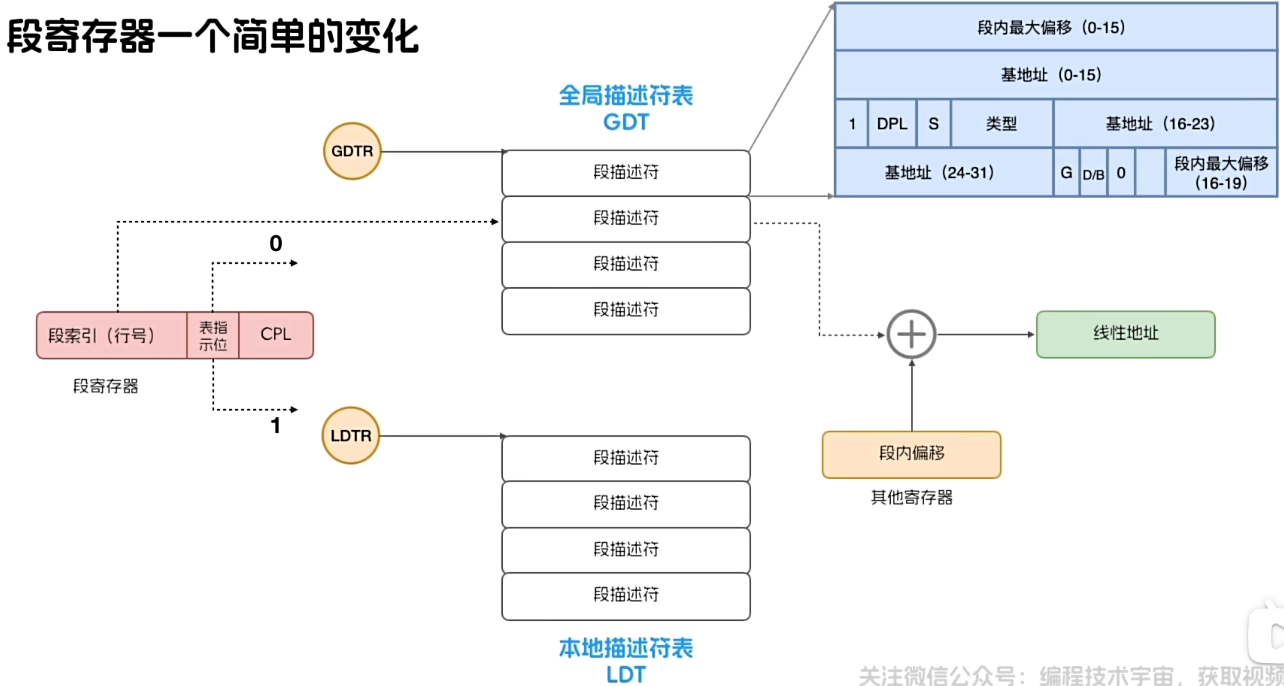 段寄存器一个简单的变化
全局描述符表
GDT
GDTR
段描述符
段描述符
段描述符
段描述符
段内最大偏移（0-15）
基地址（0-15）
1 DPL S 类型 基地址（16-23）
基地址（24-31） G D/B 0 段内最大偏移
（16-19）
0
段索引（行号） 表指
示位 CPL
段寄存器
1
LDTR
段描述符
段描述符
段描述符
段描述符
本地描述符表
LDT
线性地址
段内偏移
其他寄存器
关注微信公众号：编程技术宇宙，获取视频